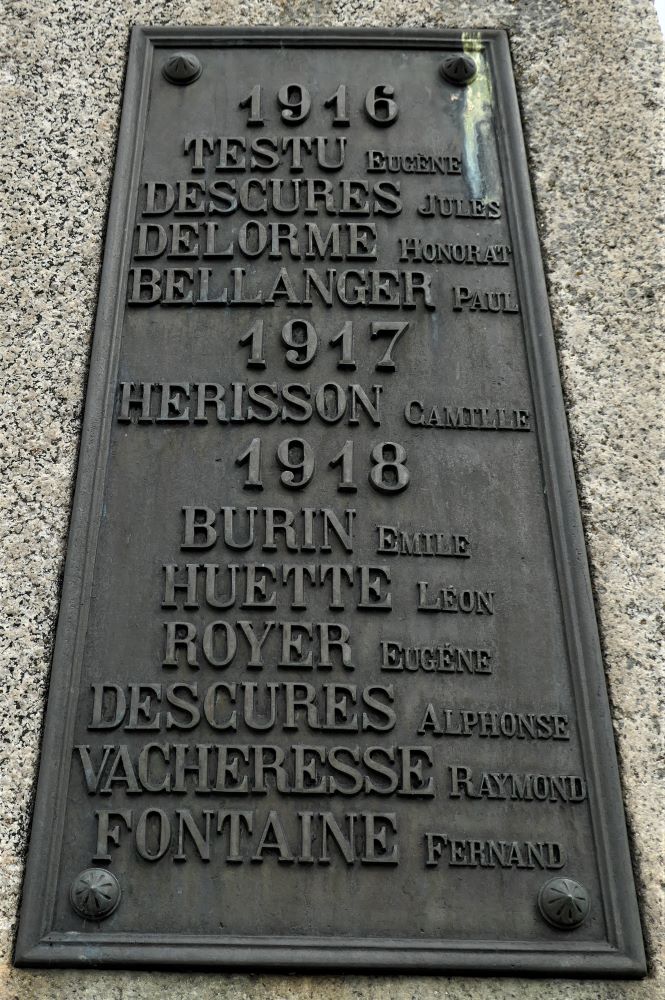 1916
TESTU EUGÈNE
DESCURES JULES
DELORME HONORAT
BELLANGER PAUL
1917
HERISSON CAMILLE
1918
BURIN EMILE
HUETTE LÉON
ROYER EUGÉNE
DESCURES ALPHONSE
VACHERESSE RAYMOND
FONTAINE FERNAND